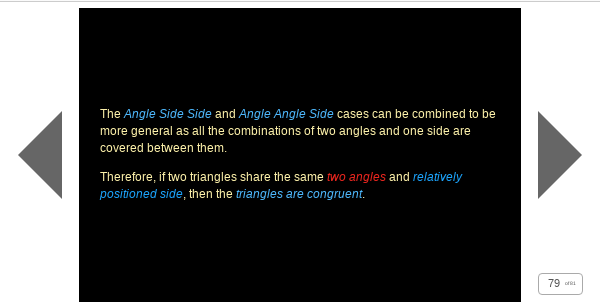 The Angle Side Side and Angle Angle Side cases can be combined to be
more general as all the combinations of two angles and one side are
covered between them.
Therefore, if two triangles share the same two angles and relatively
positioned side, then the triangles are congruent.
79